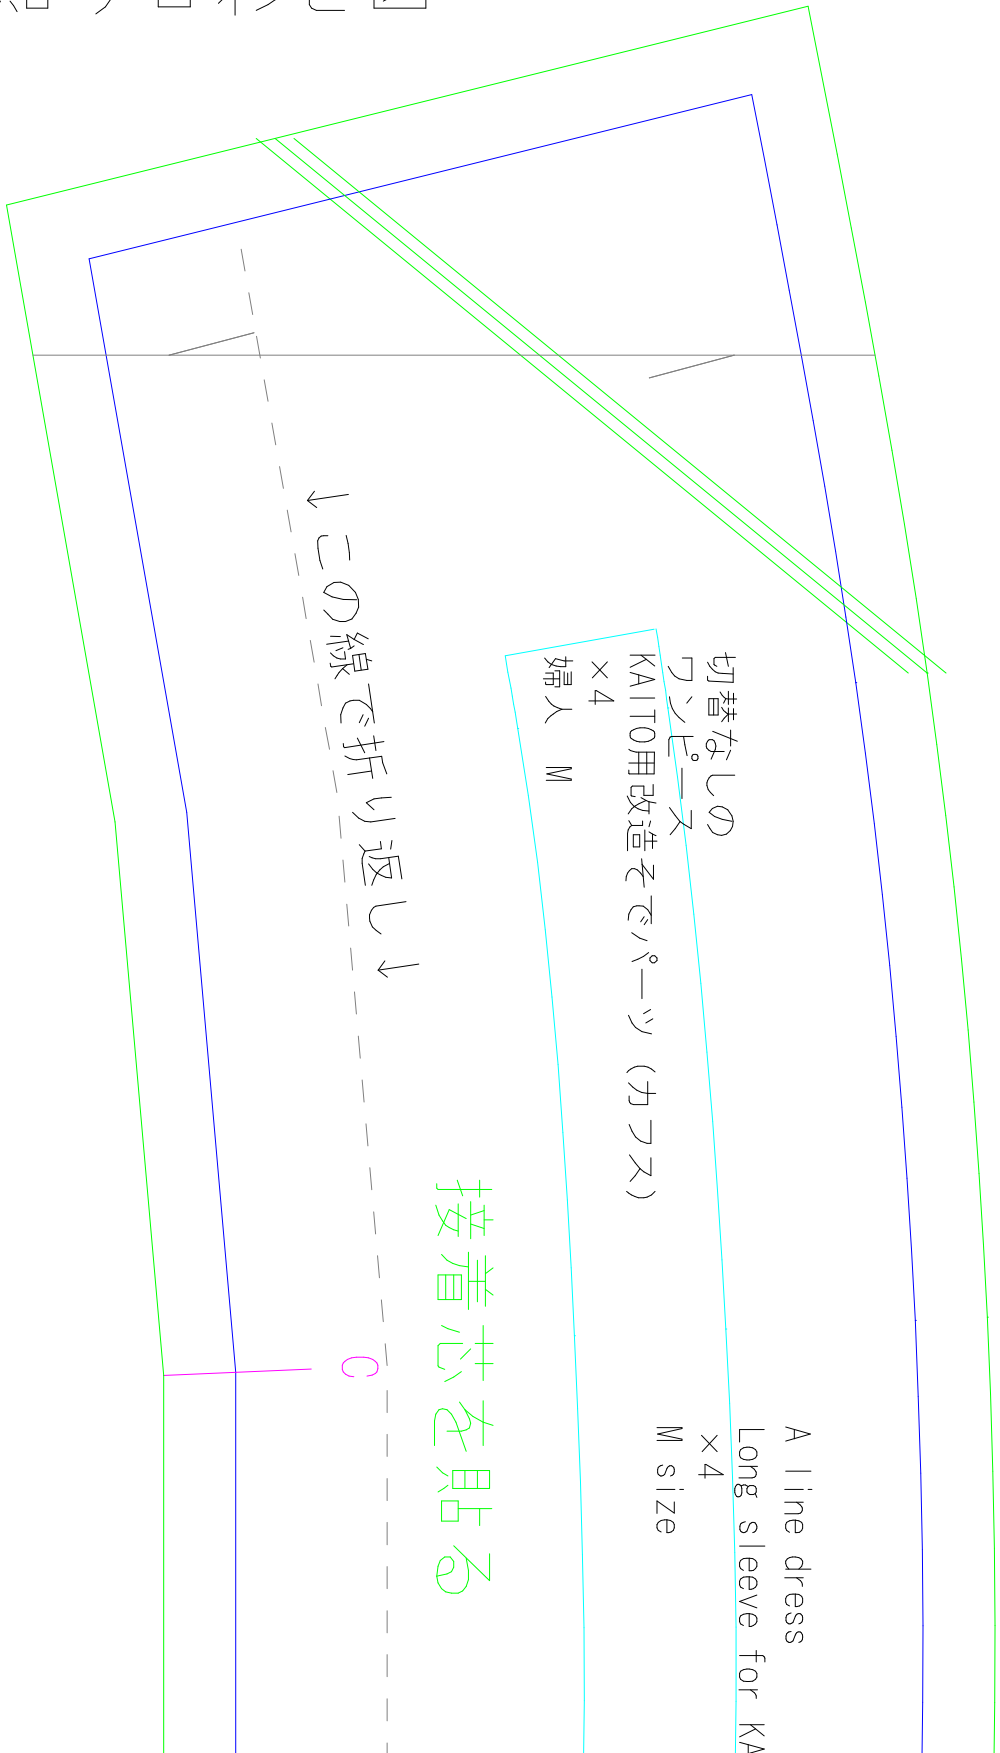 ↓この線で折り返し↓
切替なしの
ワンピース
KAITO用改造そでパーツ(カフス)
×4
婦人 M
接着芯を貼る
C
A line dress
Long sleeve for KA
×4
M size